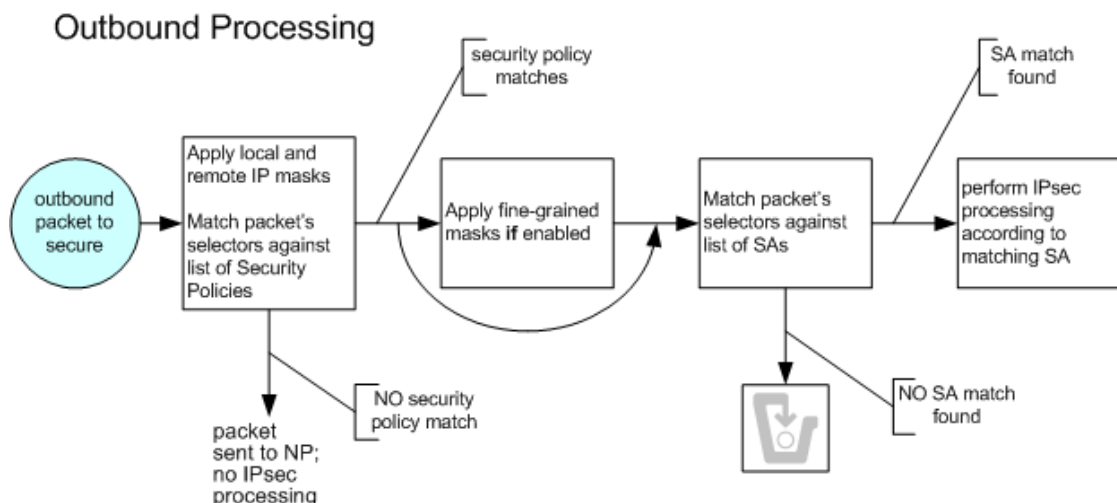 Outbound Processing
security policy
matches
SA match
found
outbound
packet to
secure
Apply local and
remote IP masks
Match packet's
selectors against
list of Security
Policies
Apply fine-grained
masks if enabled
Match packet's
selectors against
list of SAs
perform IPsec
processing
according to
matching SA
NO security
policy match
NO SA match
found
packet
sent to NP;
no IPsec
processing